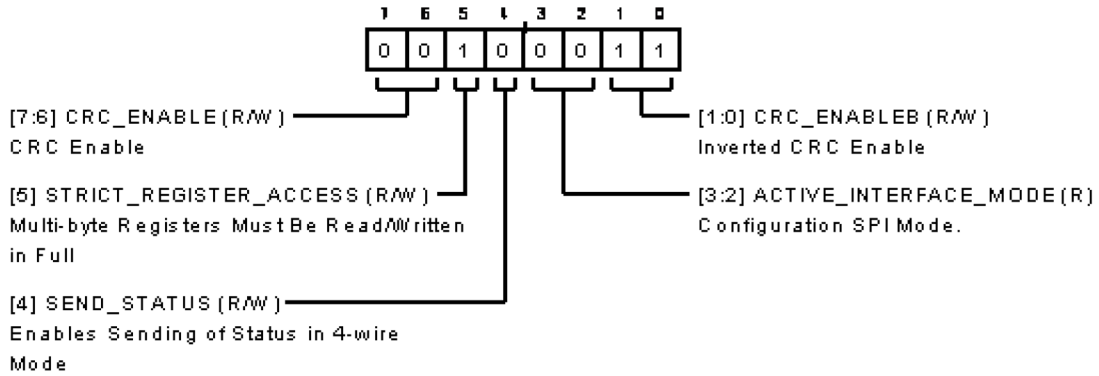 7 6 5 4 3 2 1 0
0 0 1 0 0 0 1 1
[7:6] CRC_ENABLE (R/W)
CRC Enable
[5] STRICT_REGISTER_ACCESS (R/W)
Multi-byte Registers Must Be Read/Written
in Full
[4] SEND_STATUS (R/W)
Enables Sending of Status in 4-wire
Mode
[1:0] CRC_ENABLEB (R/W)
Inverted CRC Enable
[3:2] ACTIVE_INTERFACE_MODE (R)
Configuration SPI Mode.